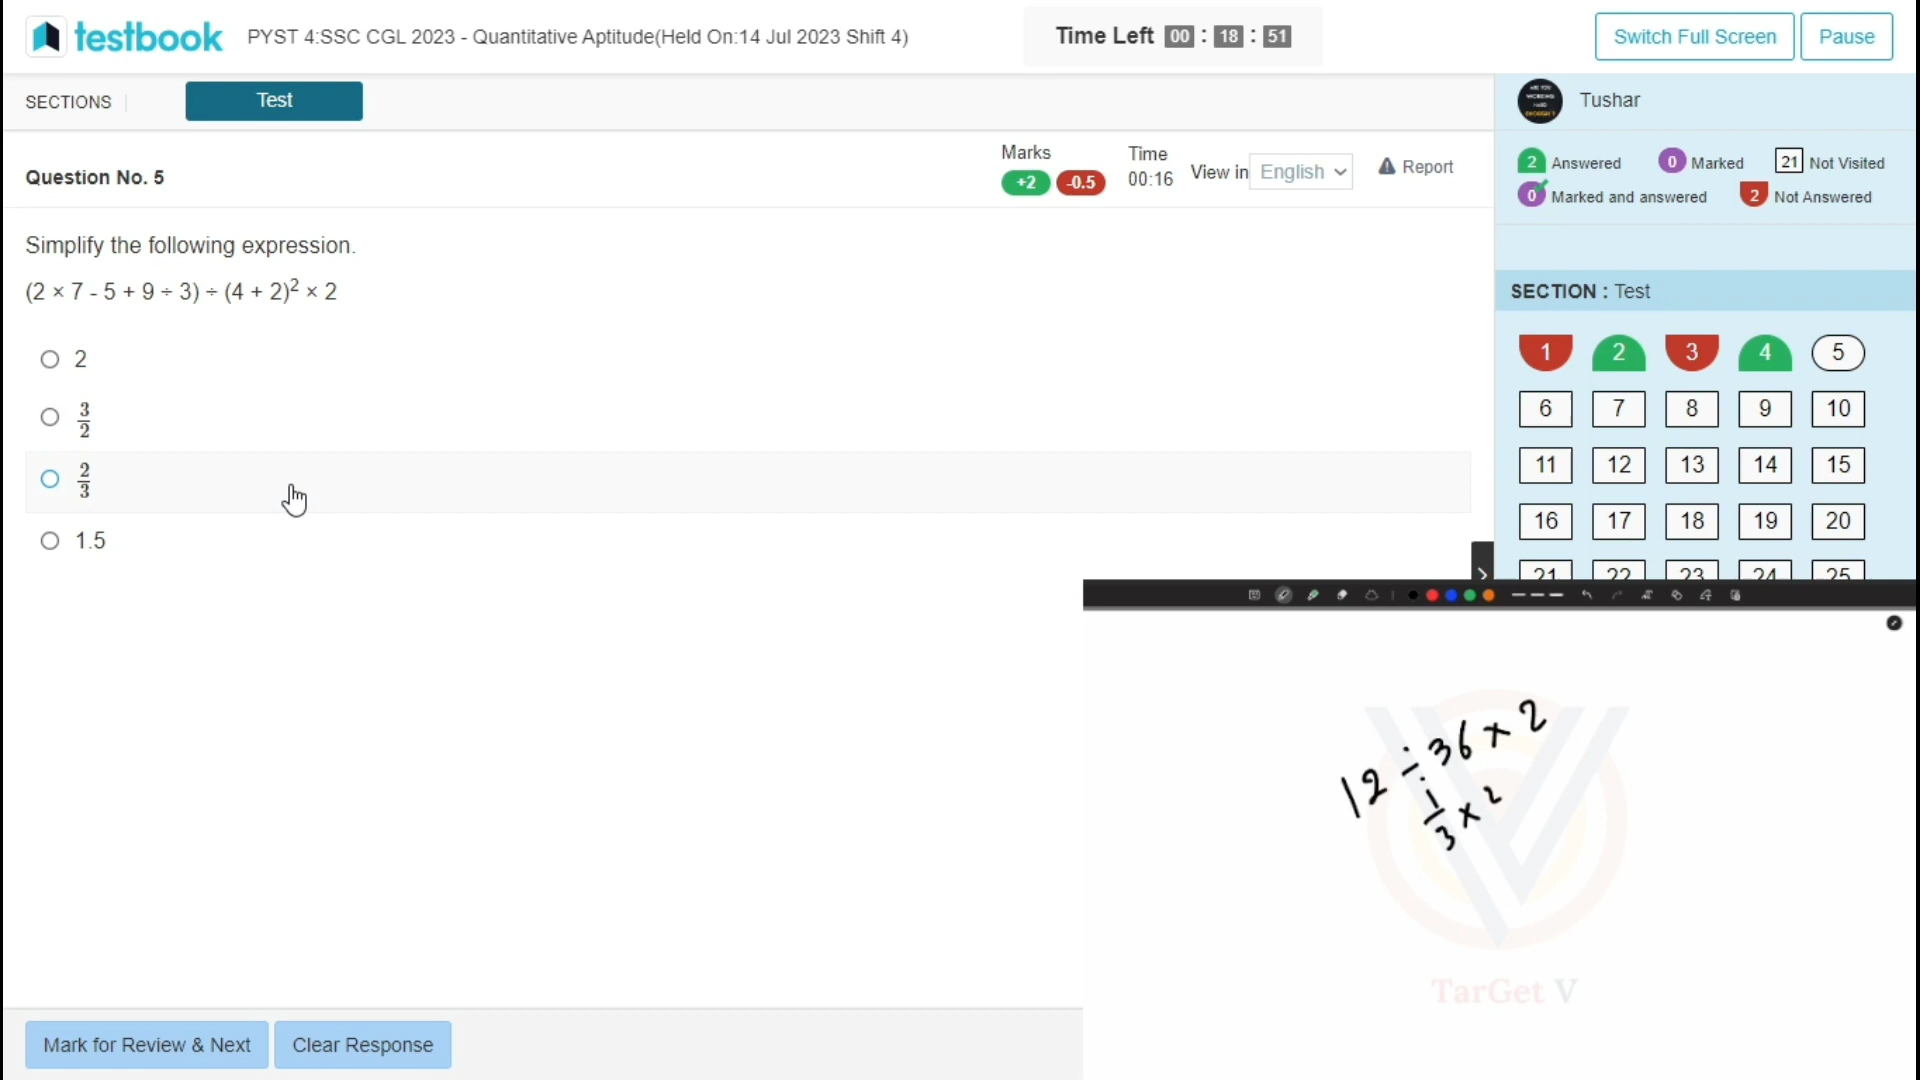 testbook PYST 4:SSC CGL 2023 - Quantitative Aptitude(Held On:14 Jul 2023 Shift 4) Time Left 00 : 18 : 51 Switch Full Screen Pause
SECTIONS Test
Tushar
Question No. 5
Marks
+2 -0.5
Time
00:16
View in English Report
2 Answered 0 Marked 21 Not Visited
0 Marked and answered 2 Not Answered
Simplify the following expression.
(2 × 7 - 5 + 9 ÷ 3) ÷ (4 + 2)² × 2
2
3/2
2/3
1.5
SECTION : Test
1 2 3 4 5
6 7 8 9 10
11 12 13 14 15
16 17 18 19 20
21 22 23 24 25
12 ÷ 36 × 2
1/3 × 2
TarGet V
Mark for Review & Next Clear Response